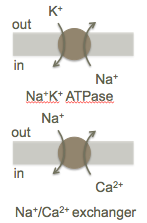 K⁺
out
in
Na⁺
Na⁺K⁺ ATPase
Na⁺
out
in
Ca²⁺
Na⁺/Ca²⁺ exchanger